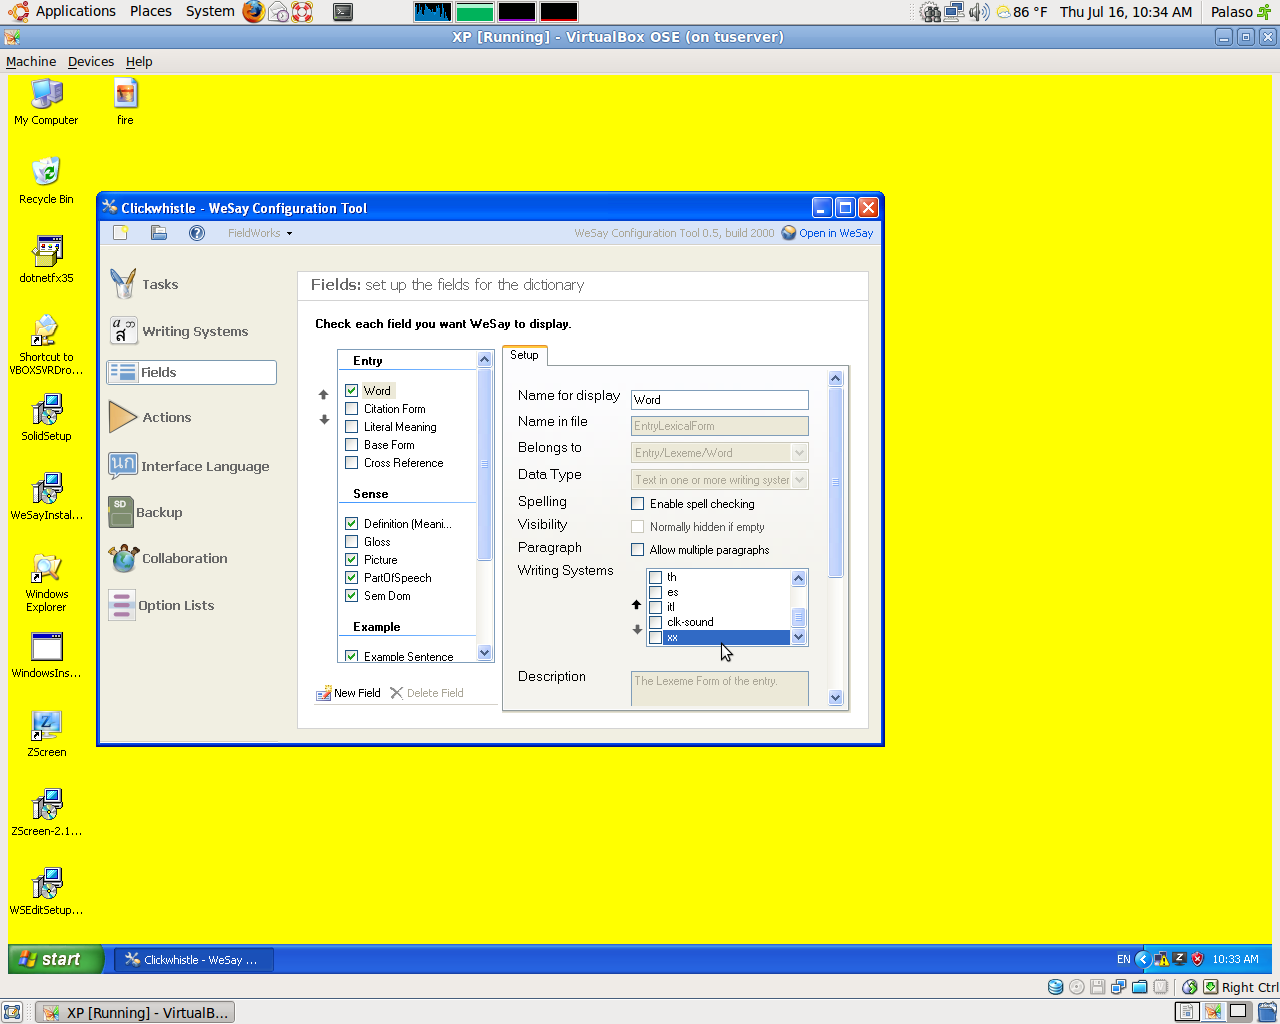 Applications Places System 86 °F Thu Jul 16, 10:34 AM Palaso
XP [Running] - VirtualBox OSE (on tuserver)
Machine Devices Help
My Computer
fire
Recycle Bin
dotnetfx35
Shortcut to
VBOXSVRDro...
SolidSetup
WeSayInstal...
Windows
Explorer
WindowsIns...
ZScreen
ZScreen-2.1...
WSEditSetup...
Clickwhistle - WeSay Configuration Tool
FieldWorks WeSay Configuration Tool 0.5, build 2000 Open in WeSay
Tasks
Writing Systems
Fields
Actions
Interface Language
Backup
Collaboration
Option Lists
Fields: set up the fields for the dictionary
Check each field you want WeSay to display.
Entry
Word
Citation Form
Literal Meaning
Base Form
Cross Reference
Sense
Definition (Meani...
Gloss
Picture
PartOfSpeech
Sem Dom
Example
Example Sentence
New Field Delete Field
Setup
Name for display Word
Name in file EntryLexicalForm
Belongs to Entry/Lexeme/Word
Data Type Text in one or more writing system
Spelling Enable spell checking
Visibility Normally hidden if empty
Paragraph Allow multiple paragraphs
Writing Systems
th
es
itl
clk-sound
xx
Description The Lexeme Form of the entry.
start Clickwhistle - WeSay ... EN 10:33 AM
Right Ctrl
XP [Running] - VirtualB...